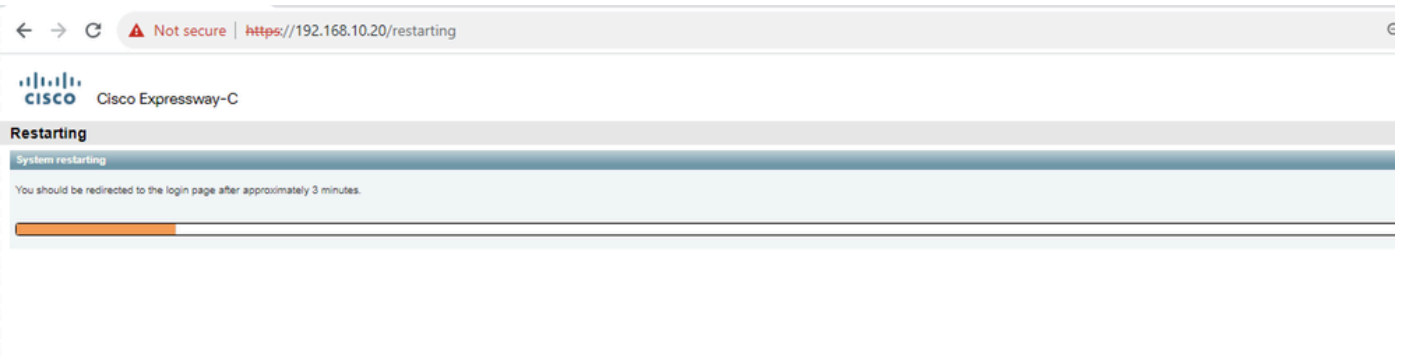 Not secure | https://192.168.10.20/restarting
CISCO Cisco Expressway-C
Restarting
System restarting
You should be redirected to the login page after approximately 3 minutes.